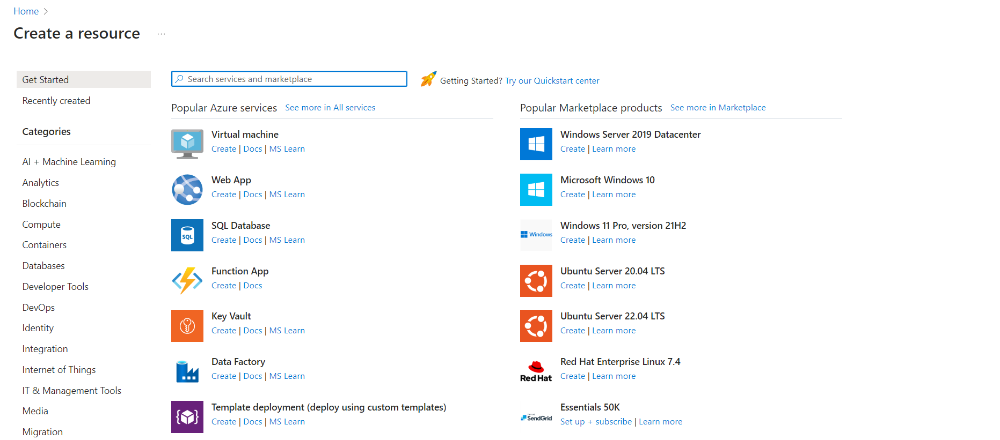 Home >
Create a resource ...
Get Started
Recently created
Categories
AI + Machine Learning
Analytics
Blockchain
Compute
Containers
Databases
Developer Tools
DevOps
Identity
Integration
Internet of Things
IT & Management Tools
Media
Migration
Search services and marketplace
Getting Started? Try our Quickstart center
Popular Azure services See more in All services
Virtual machine
Create | Docs | MS Learn
Web App
Create | Docs | MS Learn
SQL
SQL Database
Create | Docs | MS Learn
Function App
Create | Docs
Key Vault
Create | Docs | MS Learn
Data Factory
Create | Docs | MS Learn
Template deployment (deploy using custom templates)
Create | Docs | MS Learn
Popular Marketplace products See more in Marketplace
Windows Server 2019 Datacenter
Create | Learn more
Microsoft Windows 10
Create | Learn more
Windows
Windows 11 Pro, version 21H2
Create | Learn more
Ubuntu Server 20.04 LTS
Create | Learn more
Ubuntu Server 22.04 LTS
Create | Learn more
Red Hat
Red Hat Enterprise Linux 7.4
Create | Learn more
SendGrid
Essentials 50K
Set up + subscribe | Learn more